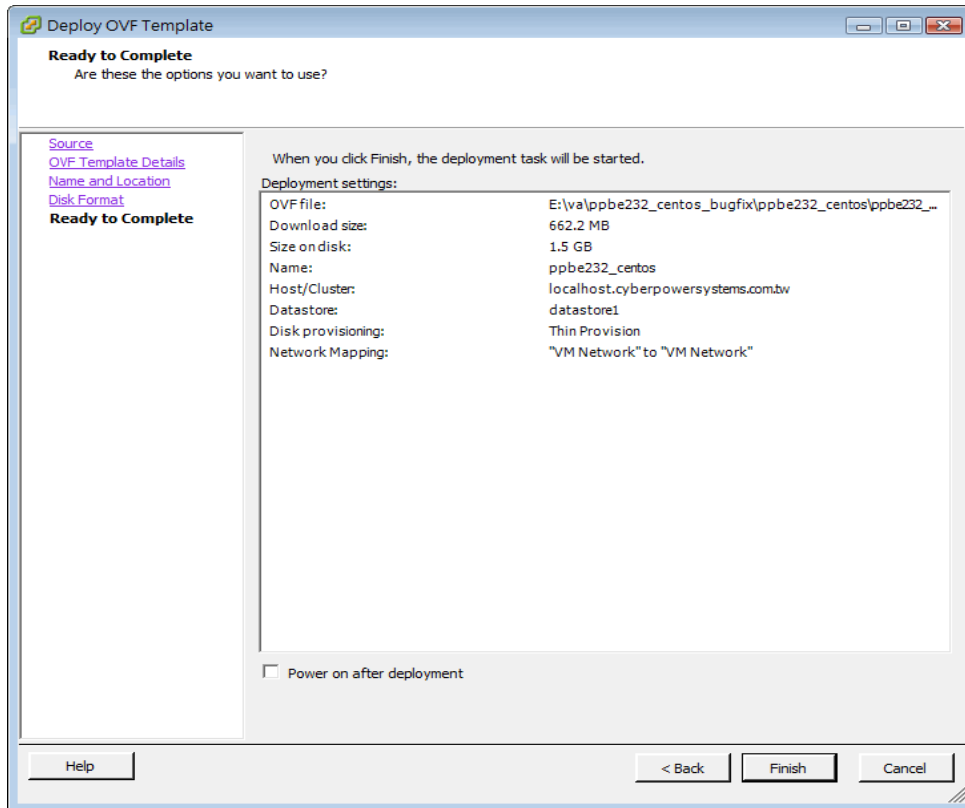 Deploy OVF Template
Ready to Complete
Are these the options you want to use?
Source
OVF Template Details
Name and Location
Disk Format
Ready to Complete
When you click Finish, the deployment task will be started.
Deployment settings:
OVF file: E:\va\ppbe232_centos_bugfix\ppbe232_centos\ppbe232_...
Download size: 662.2 MB
Size on disk: 1.5 GB
Name: ppbe232_centos
Host/Cluster: localhost.cyberpowersystems.com.tw
Datastore: datastore1
Disk provisioning: Thin Provision
Network Mapping: "VM Network" to "VM Network"
Power on after deployment
Help < Back Finish Cancel